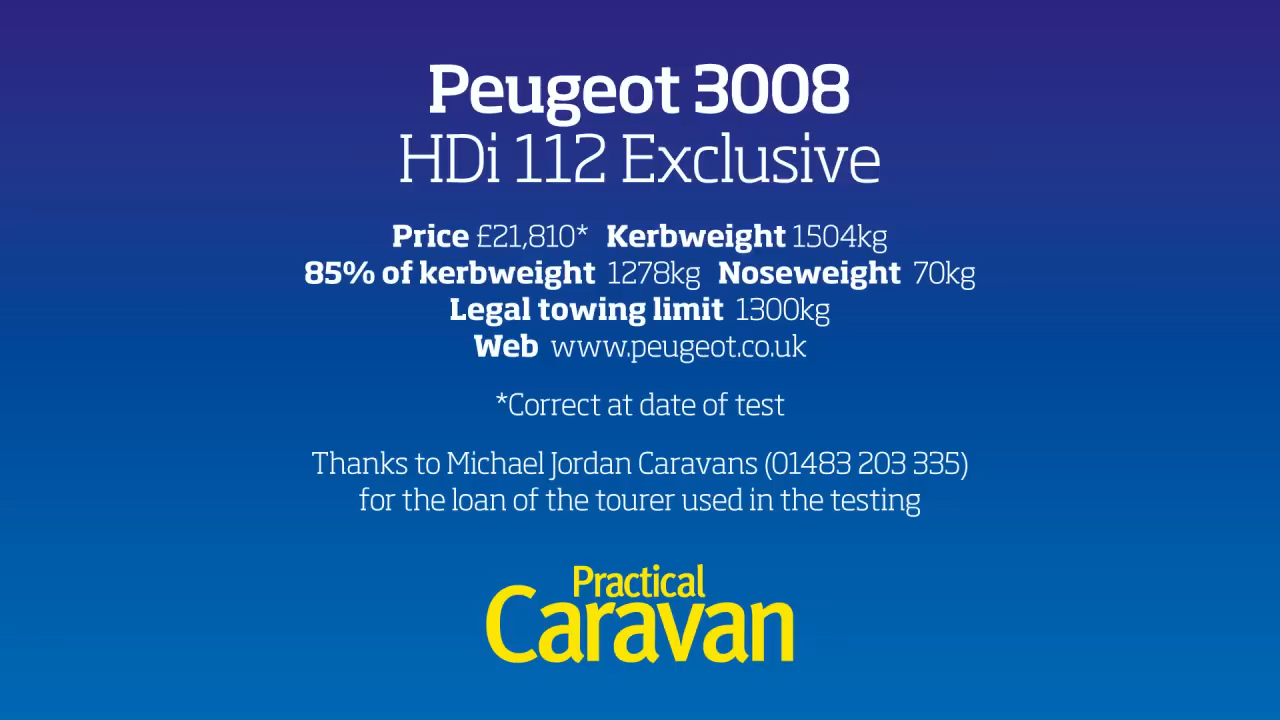 Peugeot 3008
HDi 112 Exclusive
Price £21,810* Kerbweight 1504kg
85% of kerbweight 1278kg Noseweight 70kg
Legal towing limit 1300kg
Web www.peugeot.co.uk
*Correct at date of test
Thanks to Michael Jordan Caravans (01483 203 335)
for the loan of the tourer used in the testing
Practical
Caravan